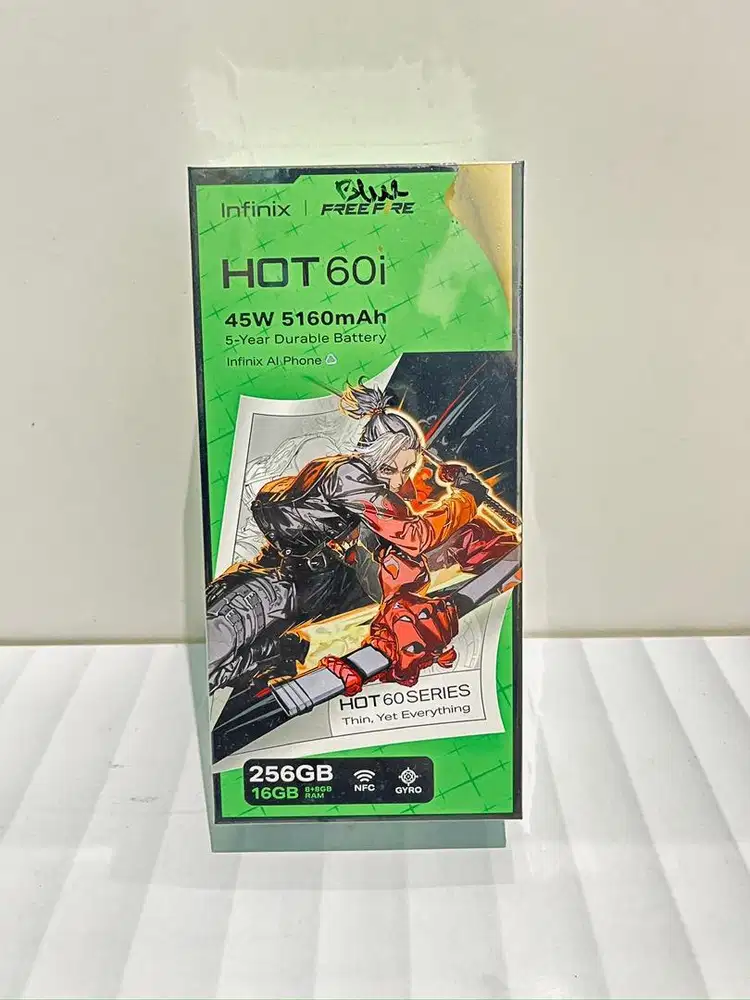 Infinix | FREE FIRE
HOT 60i
45W 5160mAh
5-Year Durable Battery
Infinix AI Phone
HOT 60 SERIES
Thin, Yet Everything
256GB
16GB 8+8GB RAM
NFC
GYRO